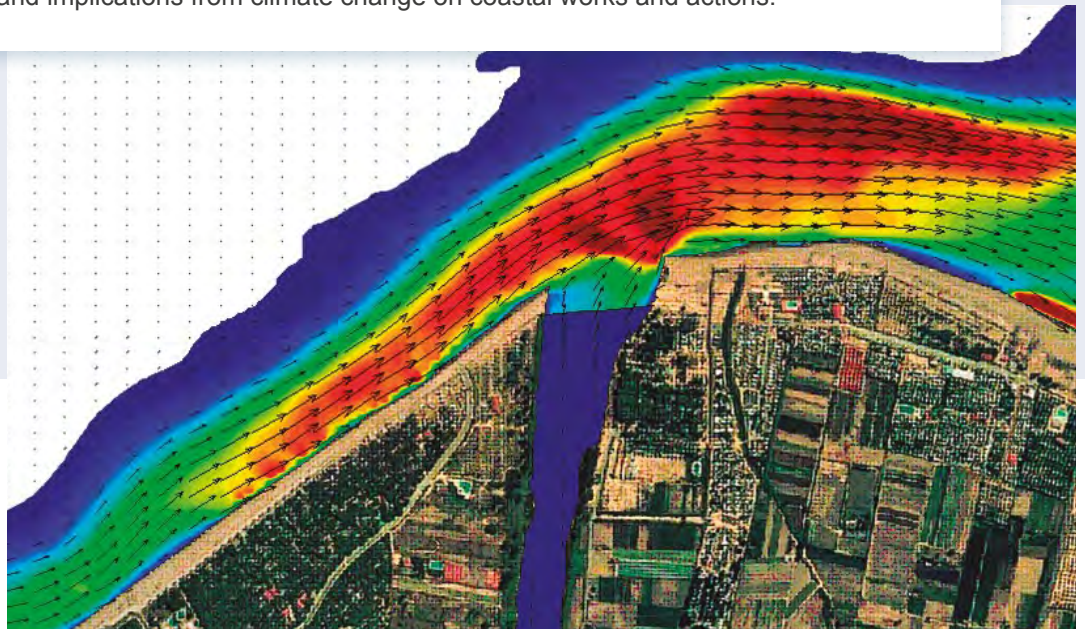 and implications from climate change on coastal works and actions.